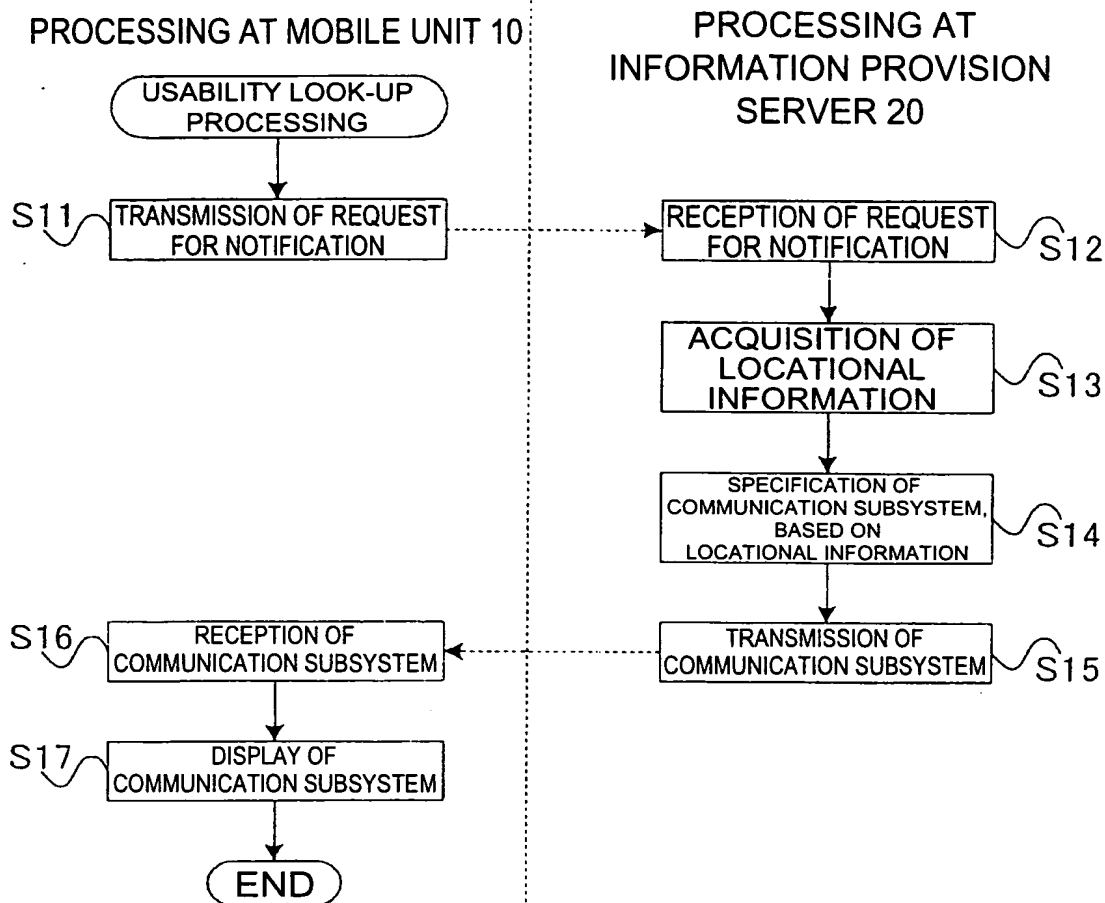 PROCESSING AT MOBILE UNIT 10
PROCESSING AT
INFORMATION PROVISION
SERVER 20
USABILITY LOOK-UP
PROCESSING
S11
TRANSMISSION OF REQUEST
FOR NOTIFICATION
RECEPTION OF REQUEST
FOR NOTIFICATION
S12
ACQUISITION OF
LOCATIONAL
INFORMATION
S13
SPECIFICATION OF
COMMUNICATION SUBSYSTEM,
BASED ON
LOCATIONAL INFORMATION
S14
TRANSMISSION OF
COMMUNICATION SUBSYSTEM
S15
S16
RECEPTION OF
COMMUNICATION SUBSYSTEM
S17
DISPLAY OF
COMMUNICATION SUBSYSTEM
END